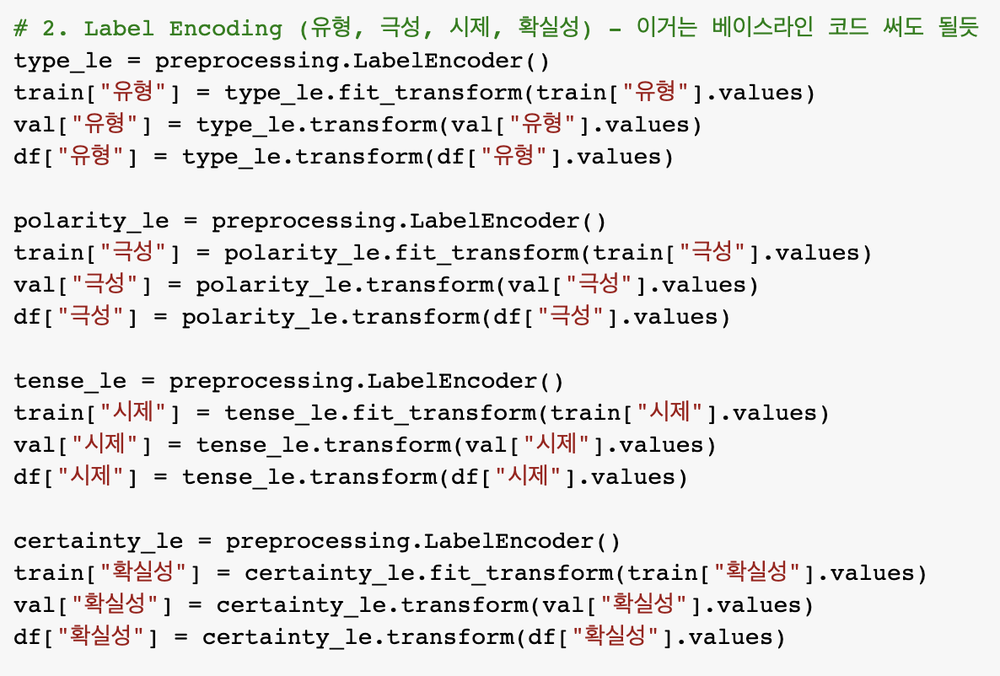 # 2. Label Encoding (유형, 극성, 시제, 확실성) - 이거는 베이스라인 코드 써도 될듯
type_le = preprocessing.LabelEncoder()
train["유형"] = type_le.fit_transform(train["유형"].values)
val["유형"] = type_le.transform(val["유형"].values)
df["유형"] = type_le.transform(df["유형"].values)

polarity_le = preprocessing.LabelEncoder()
train["극성"] = polarity_le.fit_transform(train["극성"].values)
val["극성"] = polarity_le.transform(val["극성"].values)
df["극성"] = polarity_le.transform(df["극성"].values)

tense_le = preprocessing.LabelEncoder()
train["시제"] = tense_le.fit_transform(train["시제"].values)
val["시제"] = tense_le.transform(val["시제"].values)
df["시제"] = tense_le.transform(df["시제"].values)

certainty_le = preprocessing.LabelEncoder()
train["확실성"] = certainty_le.fit_transform(train["확실성"].values)
val["확실성"] = certainty_le.transform(val["확실성"].values)
df["확실성"] = certainty_le.transform(df["확실성"].values)